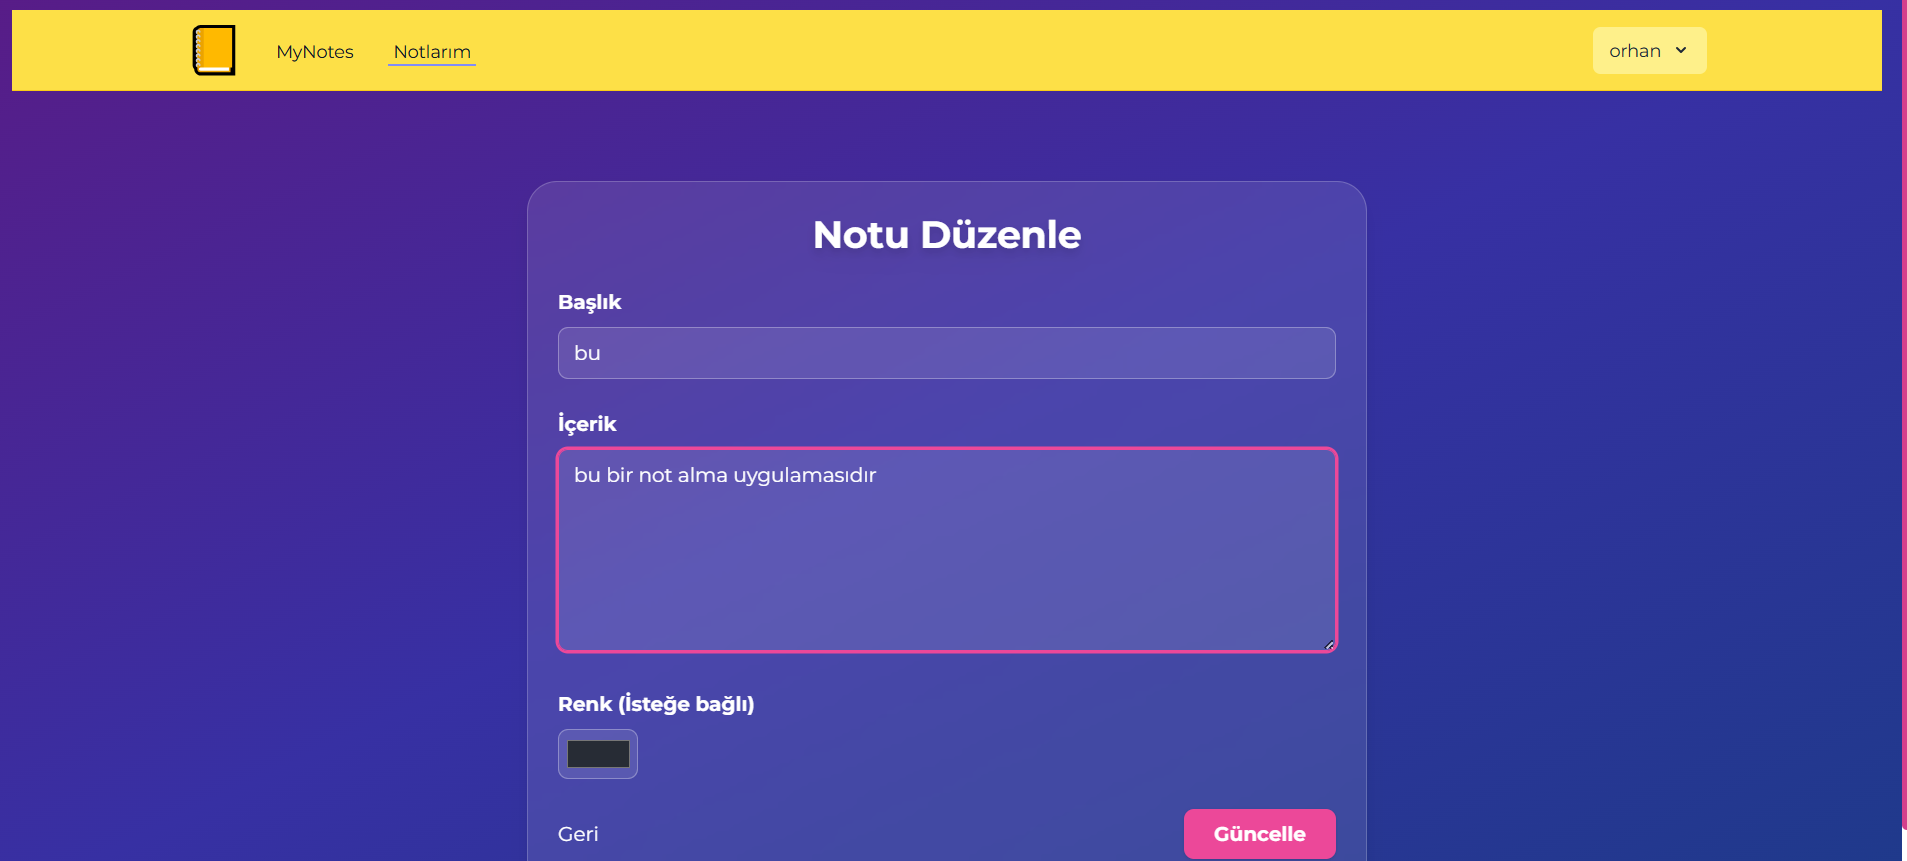 MyNotes Notlarım orhan
Notu Düzenle
Başlık
bu
İçerik
bu bir not alma uygulamasıdır
Renk (İsteğe bağlı)
Geri Güncelle